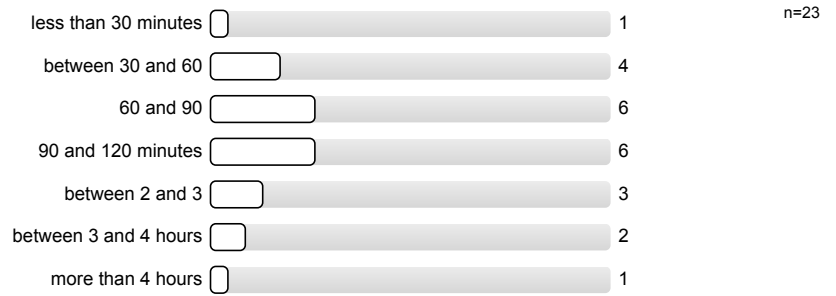 n=23
less than 30 minutes 1
between 30 and 60 4
60 and 90 6
90 and 120 minutes 6
between 2 and 3 3
between 3 and 4 hours 2
more than 4 hours 1